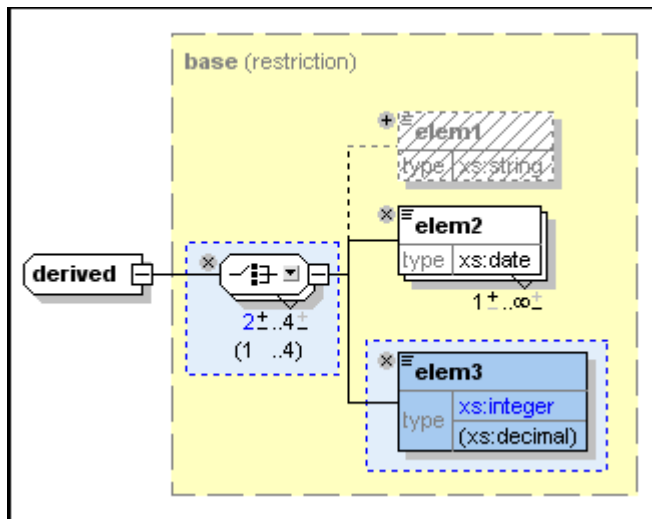 base (restriction)
elem1
type xs:string
elem2
type xs:date
1 ± ..∞ ±
derived
2 ± ..4 ±
(1 ..4)
elem3
type xs:integer
(xs:decimal)